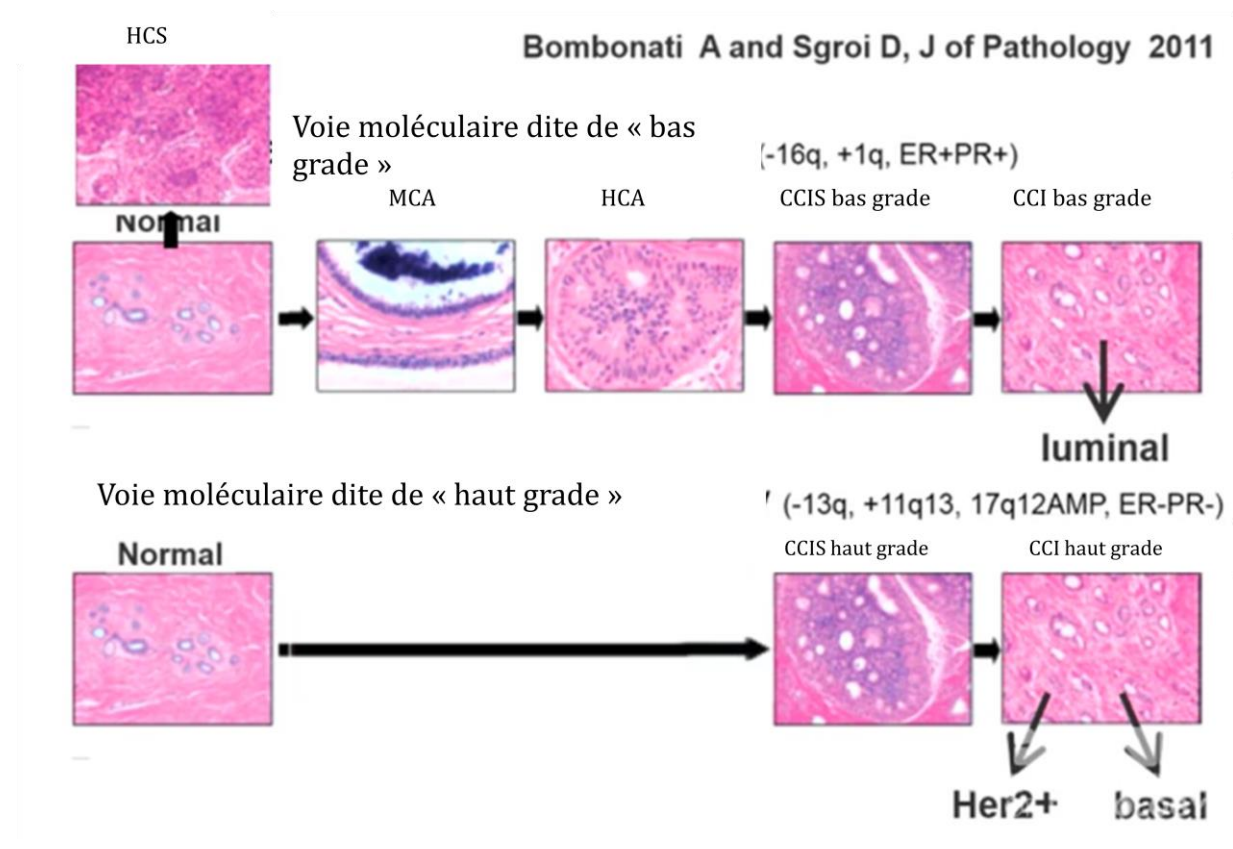 HCS
Bombonati A and Sgroi D, J of Pathology 2011
Voie moléculaire dite de « bas
grade »
(-16q, +1q, ER+PR+)
MCA
HCA
CCIS bas grade
CCI bas grade
Normal
luminal
Voie moléculaire dite de « haut grade »
(-13q, +11q13, 17q12AMP, ER-PR-)
Normal
CCIS haut grade
CCI haut grade
Her2+
basal